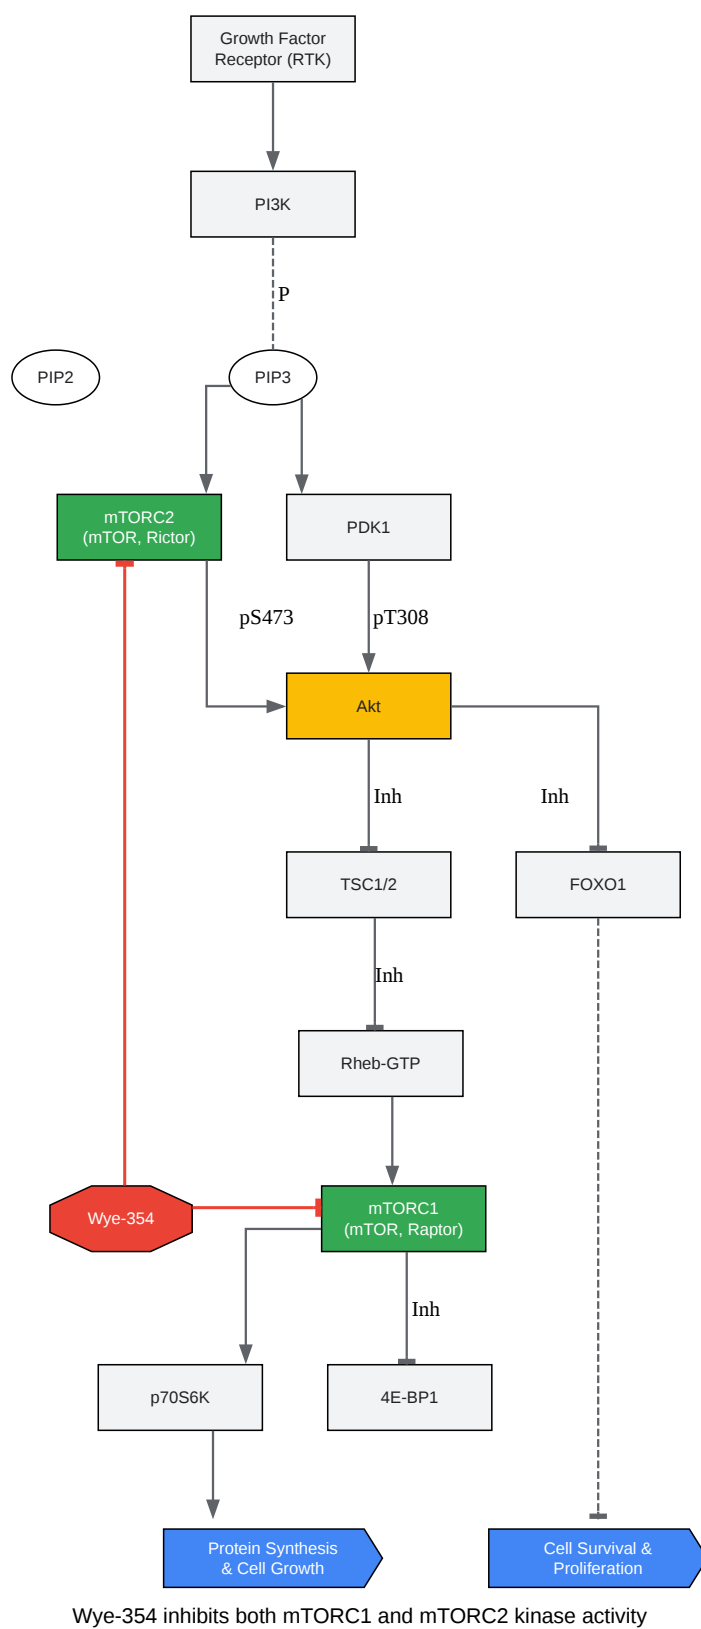 Growth Factor
Receptor (RTK)
PI3K
P
PIP2
PIP3
mTORC2
(mTOR, Rictor)
PDK1
pS473
pT308
Akt
Inh
Inh
TSC1/2
FOXO1
Inh
Rheb-GTP
Wye-354
mTORC1
(mTOR, Raptor)
Inh
p70S6K
4E-BP1
Protein Synthesis
& Cell Growth
Cell Survival &
Proliferation
Wye-354 inhibits both mTORC1 and mTORC2 kinase activity